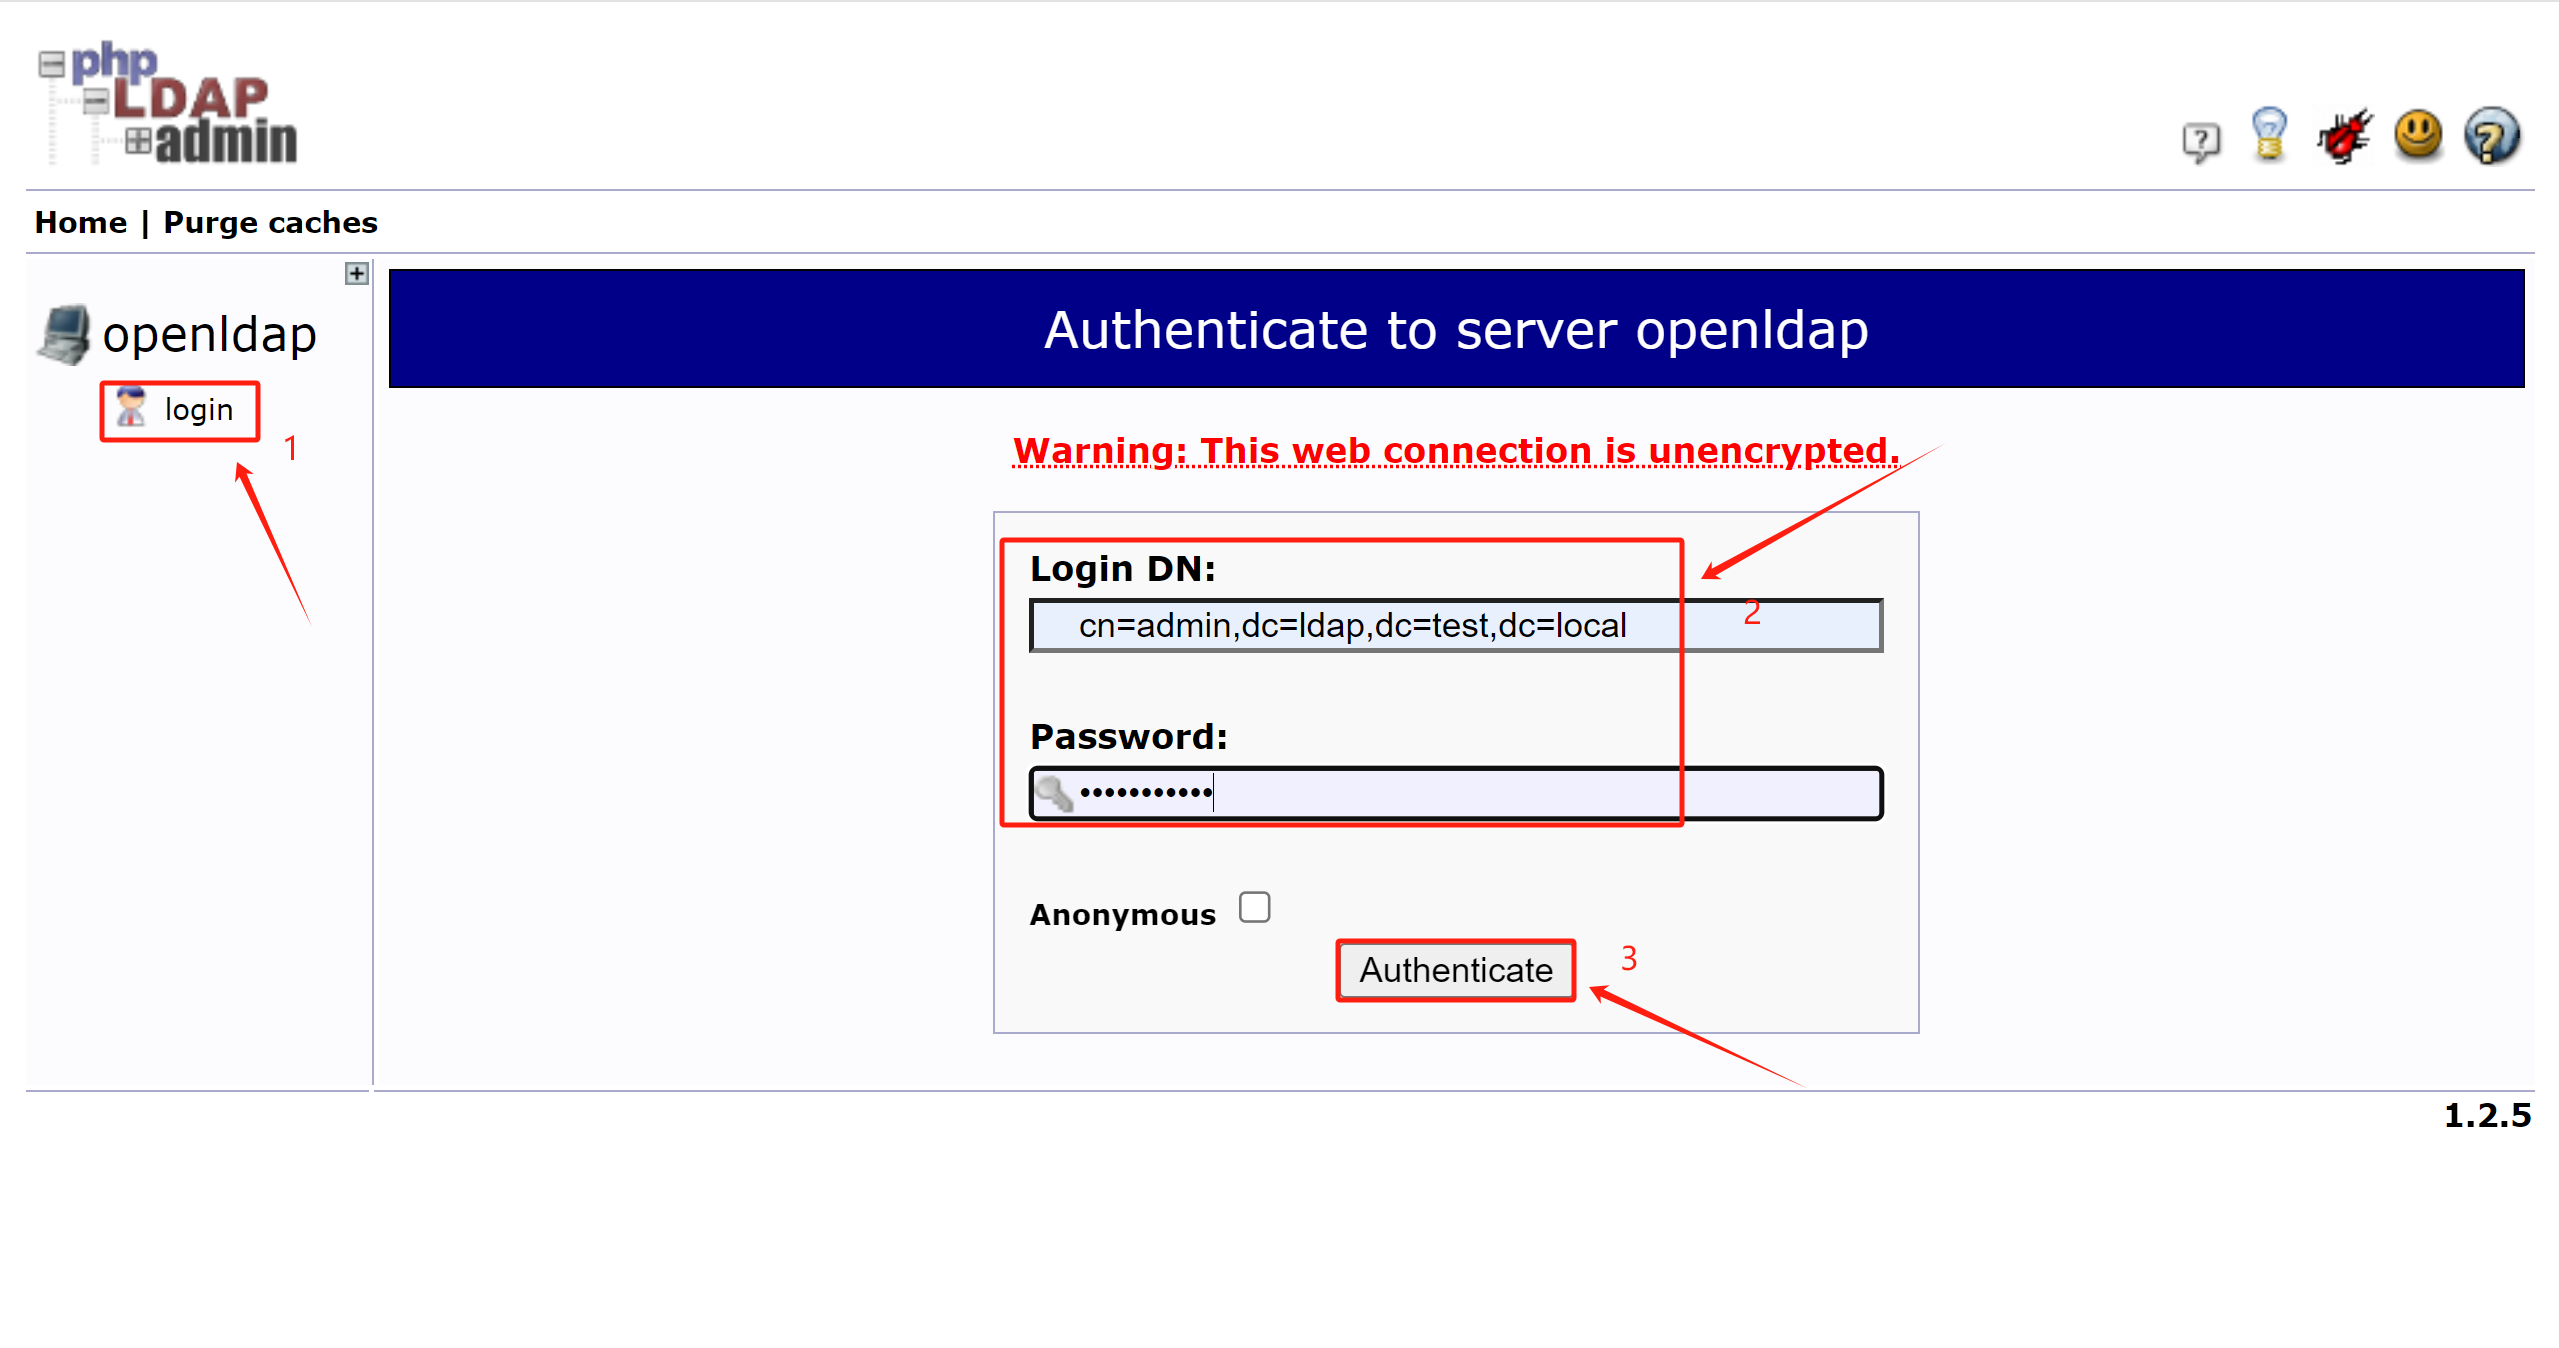 php
LDAP
admin
Home | Purge caches
openldap
login
1
Authenticate to server openldap
Warning: This web connection is unencrypted.
Login DN:
cn=admin,dc=ldap,dc=test,dc=local
2
Password:
•••••••••••
Anonymous
Authenticate
3
1.2.5